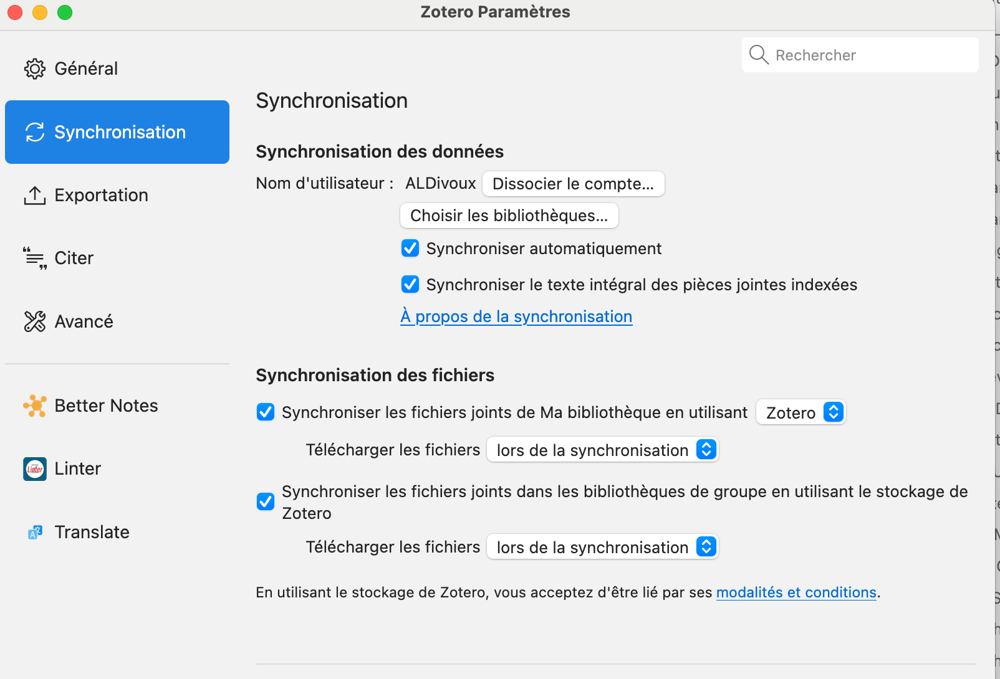 Zotero Paramètres
Rechercher
Général
Synchronisation
Exportation
Citer
Avancé
Better Notes
Linter
Linter
Translate
Synchronisation
Synchronisation des données
Nom d'utilisateur : ALDivoux Dissocier le compte...
Choisir les bibliothèques...
Synchroniser automatiquement
Synchroniser le texte intégral des pièces jointes indexées
À propos de la synchronisation
Synchronisation des fichiers
Synchroniser les fichiers joints de Ma bibliothèque en utilisant Zotero
Télécharger les fichiers lors de la synchronisation
Synchroniser les fichiers joints dans les bibliothèques de groupe en utilisant le stockage de
Zotero
Télécharger les fichiers lors de la synchronisation
En utilisant le stockage de Zotero, vous acceptez d'être lié par ses modalités et conditions.